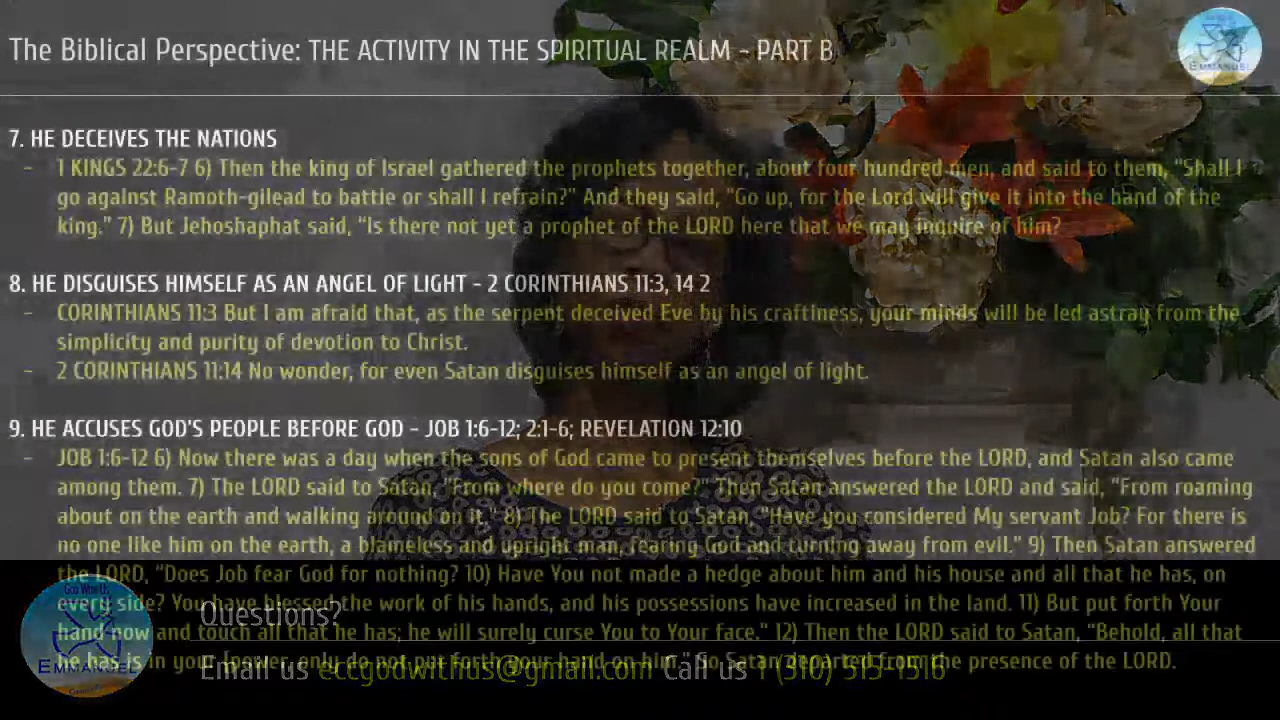 The Biblical Perspective: THE ACTIVITY IN THE SPIRITUAL REALM - PART B
EMMANUEL
7. HE DECEIVES THE NATIONS
- 1 KINGS 22:6-7 6) Then the king of Israel gathered the prophets together, about four hundred men, and said to them, "Shall I
go against Ramoth-gilead to battle or shall I refrain?" And they said, "Go up, for the Lord will give it into the hand of the
king." 7) But Jehoshaphat said, "Is there not yet a prophet of the LORD here that we may inquire of him?
8. HE DISGUISES HIMSELF AS AN ANGEL OF LIGHT - 2 CORINTHIANS 11:3, 14 2
- CORINTHIANS 11:3 But I am afraid that, as the serpent deceived Eve by his craftiness, your minds will be led astray from the
simplicity and purity of devotion to Christ.
- 2 CORINTHIANS 11:14 No wonder, for even Satan disguises himself as an angel of light.
9. HE ACCUSES GOD'S PEOPLE BEFORE GOD - JOB 1:6-12; 2:1-6; REVELATION 12:10
- JOB 1:6-12 6) Now there was a day when the sons of God came to present themselves before the LORD, and Satan also came
among them. 7) The LORD said to Satan, "From where do you come?" Then Satan answered the LORD and said, "From roaming
about on the earth and walking around on it." 8) The LORD said to Satan, "Have you considered My servant Job? For there is
no one like him on the earth, a blameless and upright man, fearing God and turning away from evil." 9) Then Satan answered
the LORD, "Does Job fear God for nothing? 10) Have You not made a hedge about him and his house and all that he has, on
every side? You have blessed the work of his hands, and his possessions have increased in the land. 11) But put forth Your
hand now and touch all that he has; he will surely curse You to Your face." 12) Then the LORD said to Satan, "Behold, all that
he has is in your power, only do not put forth your hand on him." So Satan departed from the presence of the LORD.
God With Us
EMMANUEL
Questions?
Email us eccgodwithus@gmail.com Call us 1 (310) 515-1516